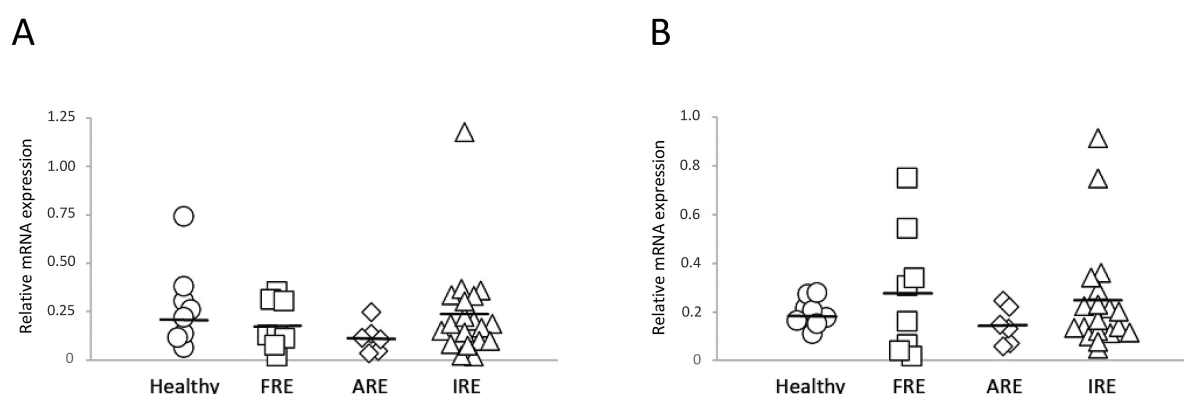 A
B
Relative mRNA expression
1.25
1.00
0.75
0.50
0.25
0
Healthy FRE ARE IRE
Relative mRNA expression
1.0
0.8
0.6
0.4
0.2
0
Healthy FRE ARE IRE